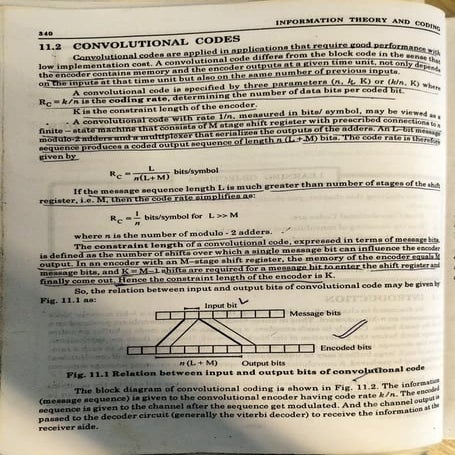 340
INFORMATION THEORY AND CODING
11.2 CONVOLUTIONAL CODES
Convolutional codes are applied in applications that require good performance with
low implementation cost. A convolutional code differs from the block code in the sense that
the encoder contains memory and the encoder outputs at a given time unit, not only depends
on the inputs at that time unit but also on the same number of previous inputs.
A convolutional code is specified by three parameters (n, k, K) or (k/n, K) where
R_C = k/n is the coding rate, determining the number of data bits per coded bit.
K is the constraint length of the encoder.
A convolutional code with rate 1/n, measured in bits/ symbol, may be viewed as a
finite – state machine that consists of M stage shift register with prescribed connections to n
modulo-2 adders and a multiplexer that serializes the outputs of the adders. An L-bit message
sequence produces a coded output sequence of length n (L + M) bits. The code rate is therefore
given by
R_C = L / n(L + M) bits/symbol
If the message sequence length L is much greater than number of stages of the shift
register, i.e. M, then the code rate simplifies as:
R_C = 1 / n bits/symbol for L >> M
where n is the number of modulo - 2 adders.
The constraint length of a convolutional code, expressed in terms of message bits
is defined as the number of shifts over which a single message bit can influence the encoder
output. In an encoder with an M–stage shift register, the memory of the encoder equals M
message bits, and K = M–1 shifts are required for a message bit to enter the shift register and
finally come out. Hence the constraint length of the encoder is K.
So, the relation between input and output bits of convolutional code may be given by
Fig. 11.1 as:
Input bit
Message bits
Encoded bits
n (L + M) Output bits
Fig. 11.1 Relation between input and output bits of convolutional code
The block diagram of convolutional coding is shown in Fig. 11.2. The information
(message sequence) is given to the convolutional encoder having code rate k/n. The encoded
sequence is given to the channel after the sequence get modulated. And the channel output is
passed to the decoder circuit (generally the viterbi decoder) to receive the information at the
receiver side.